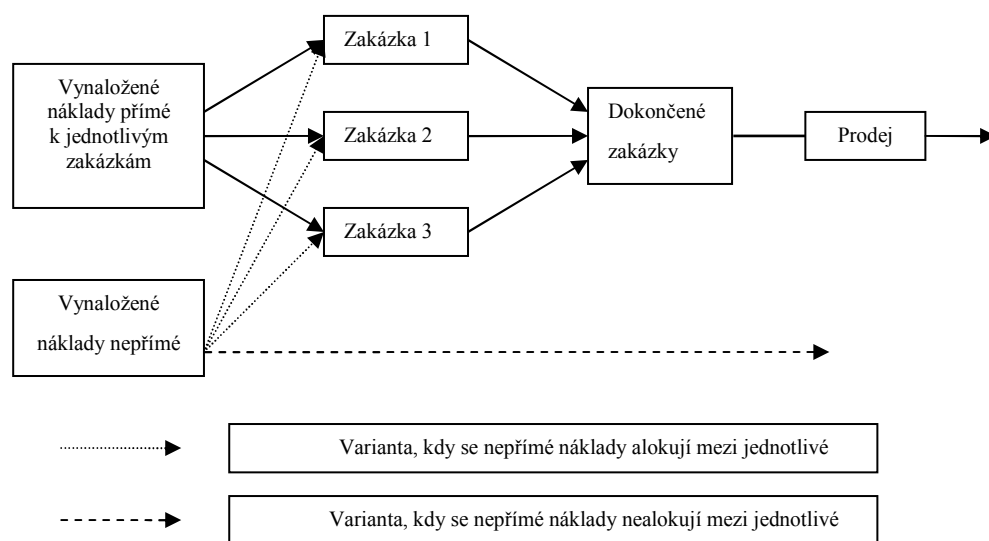 Zakázka 1
Vynaložené
náklady přímé
k jednotlivým
zakázkám
Zakázka 2
Dokončené
zakázky
Prodej
Zakázka 3
Vynaložené
náklady nepřímé
Varianta, kdy se nepřímé náklady alokují mezi jednotlivé
Varianta, kdy se nepřímé náklady nealokují mezi jednotlivé